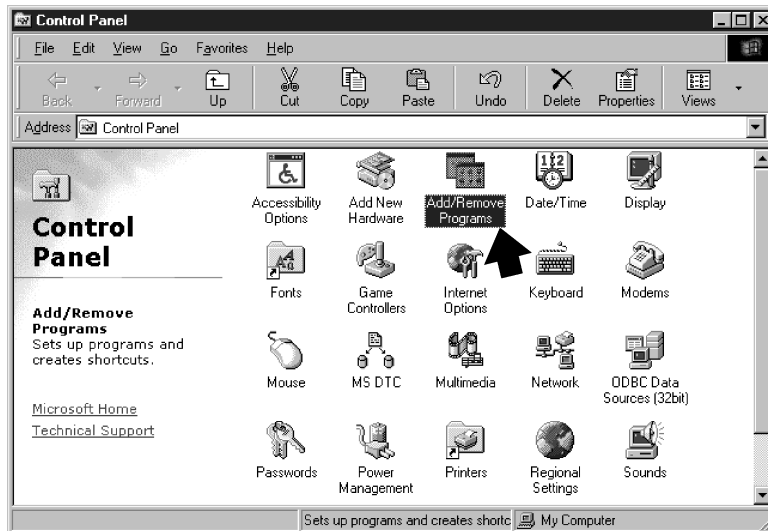 Control Panel
File Edit View Go Favorites Help
Back Forward Up Cut Copy Paste Undo Delete Properties Views
Address Control Panel
Control
Panel
Add/Remove
Programs
Sets up programs and
creates shortcuts.
Microsoft Home
Technical Support
Accessibility
Options
Add New
Hardware
Add/Remove
Programs
Date/Time
Display
Fonts
Game
Controllers
Internet
Options
Keyboard
Modems
Mouse
MS DTC
Multimedia
Network
ODBC Data
Sources (32bit)
Passwords
Power
Management
Printers
Regional
Settings
Sounds
Sets up programs and creates shortc My Computer